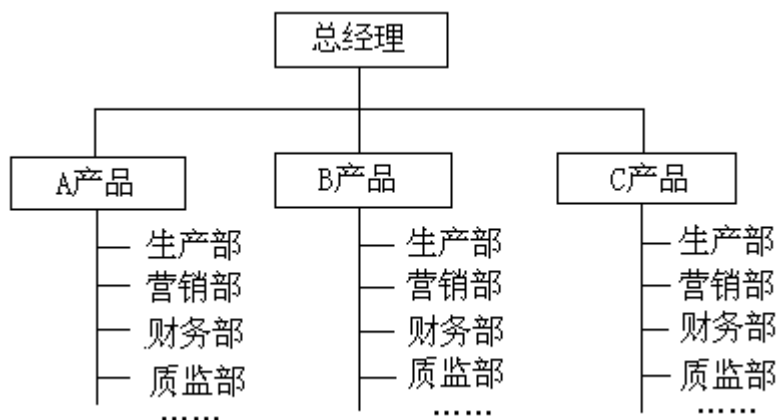 总经理
A产品
B产品
C产品
生产部
营销部
财务部
质监部
……
生产部
营销部
财务部
质监部
……
生产部
营销部
财务部
质监部
……